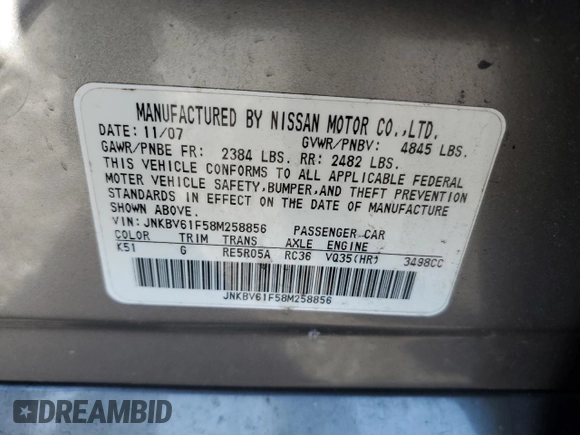 MANUFACTURED BY NISSAN MOTOR CO.,LTD.
DATE: 11/07 GVWR/PNBV: 4845 LBS.
GAWR/PNBE FR: 2384 LBS. RR: 2482 LBS.
THIS VEHICLE CONFORMS TO ALL APPLICABLE FEDERAL
MOTOR VEHICLE SAFETY,BUMPER,AND THEFT PREVENTION
STANDARDS IN EFFECT ON THE DATE OF MANUFACTURE
SHOWN ABOVE.
VIN: JNKBV61F58M258856 PASSENGER CAR
COLOR TRIM TRANS AXLE ENGINE
K51 G RE5R05A RC36 VQ35(HR) 3498CC
JNKBV61F58M258856
DREAMBID